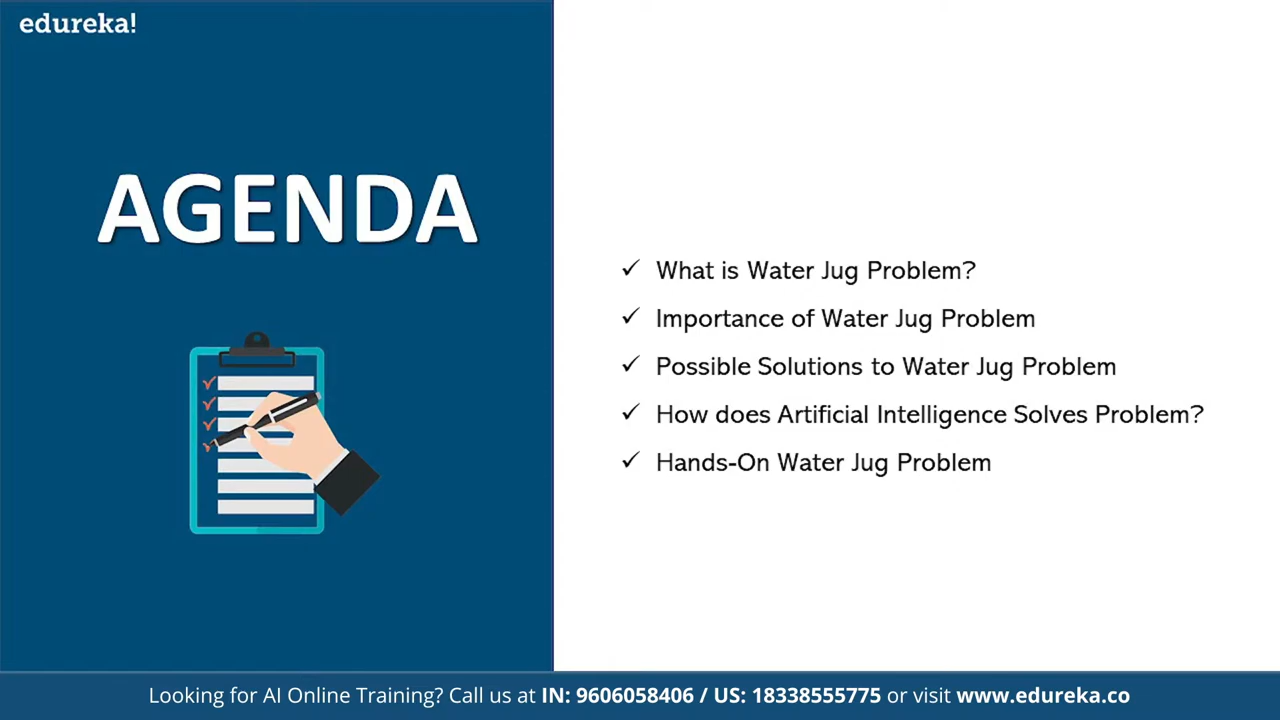 edureka!
AGENDA
✓ What is Water Jug Problem?
✓ Importance of Water Jug Problem
✓ Possible Solutions to Water Jug Problem
✓ How does Artificial Intelligence Solves Problem?
✓ Hands-On Water Jug Problem
Looking for AI Online Training? Call us at IN: 9606058406 / US: 18338555775 or visit www.edureka.co